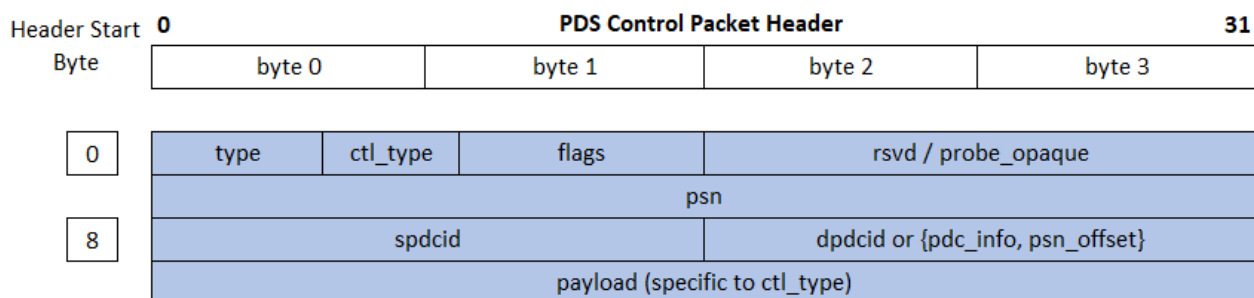 Header Start 0 PDS Control Packet Header 31
Byte byte 0 byte 1 byte 2 byte 3
0 type ctl_type flags rsvd / probe_opaque
psn
8 spdcid dpdcid or {pdc_info, psn_offset}
payload (specific to ctl_type)